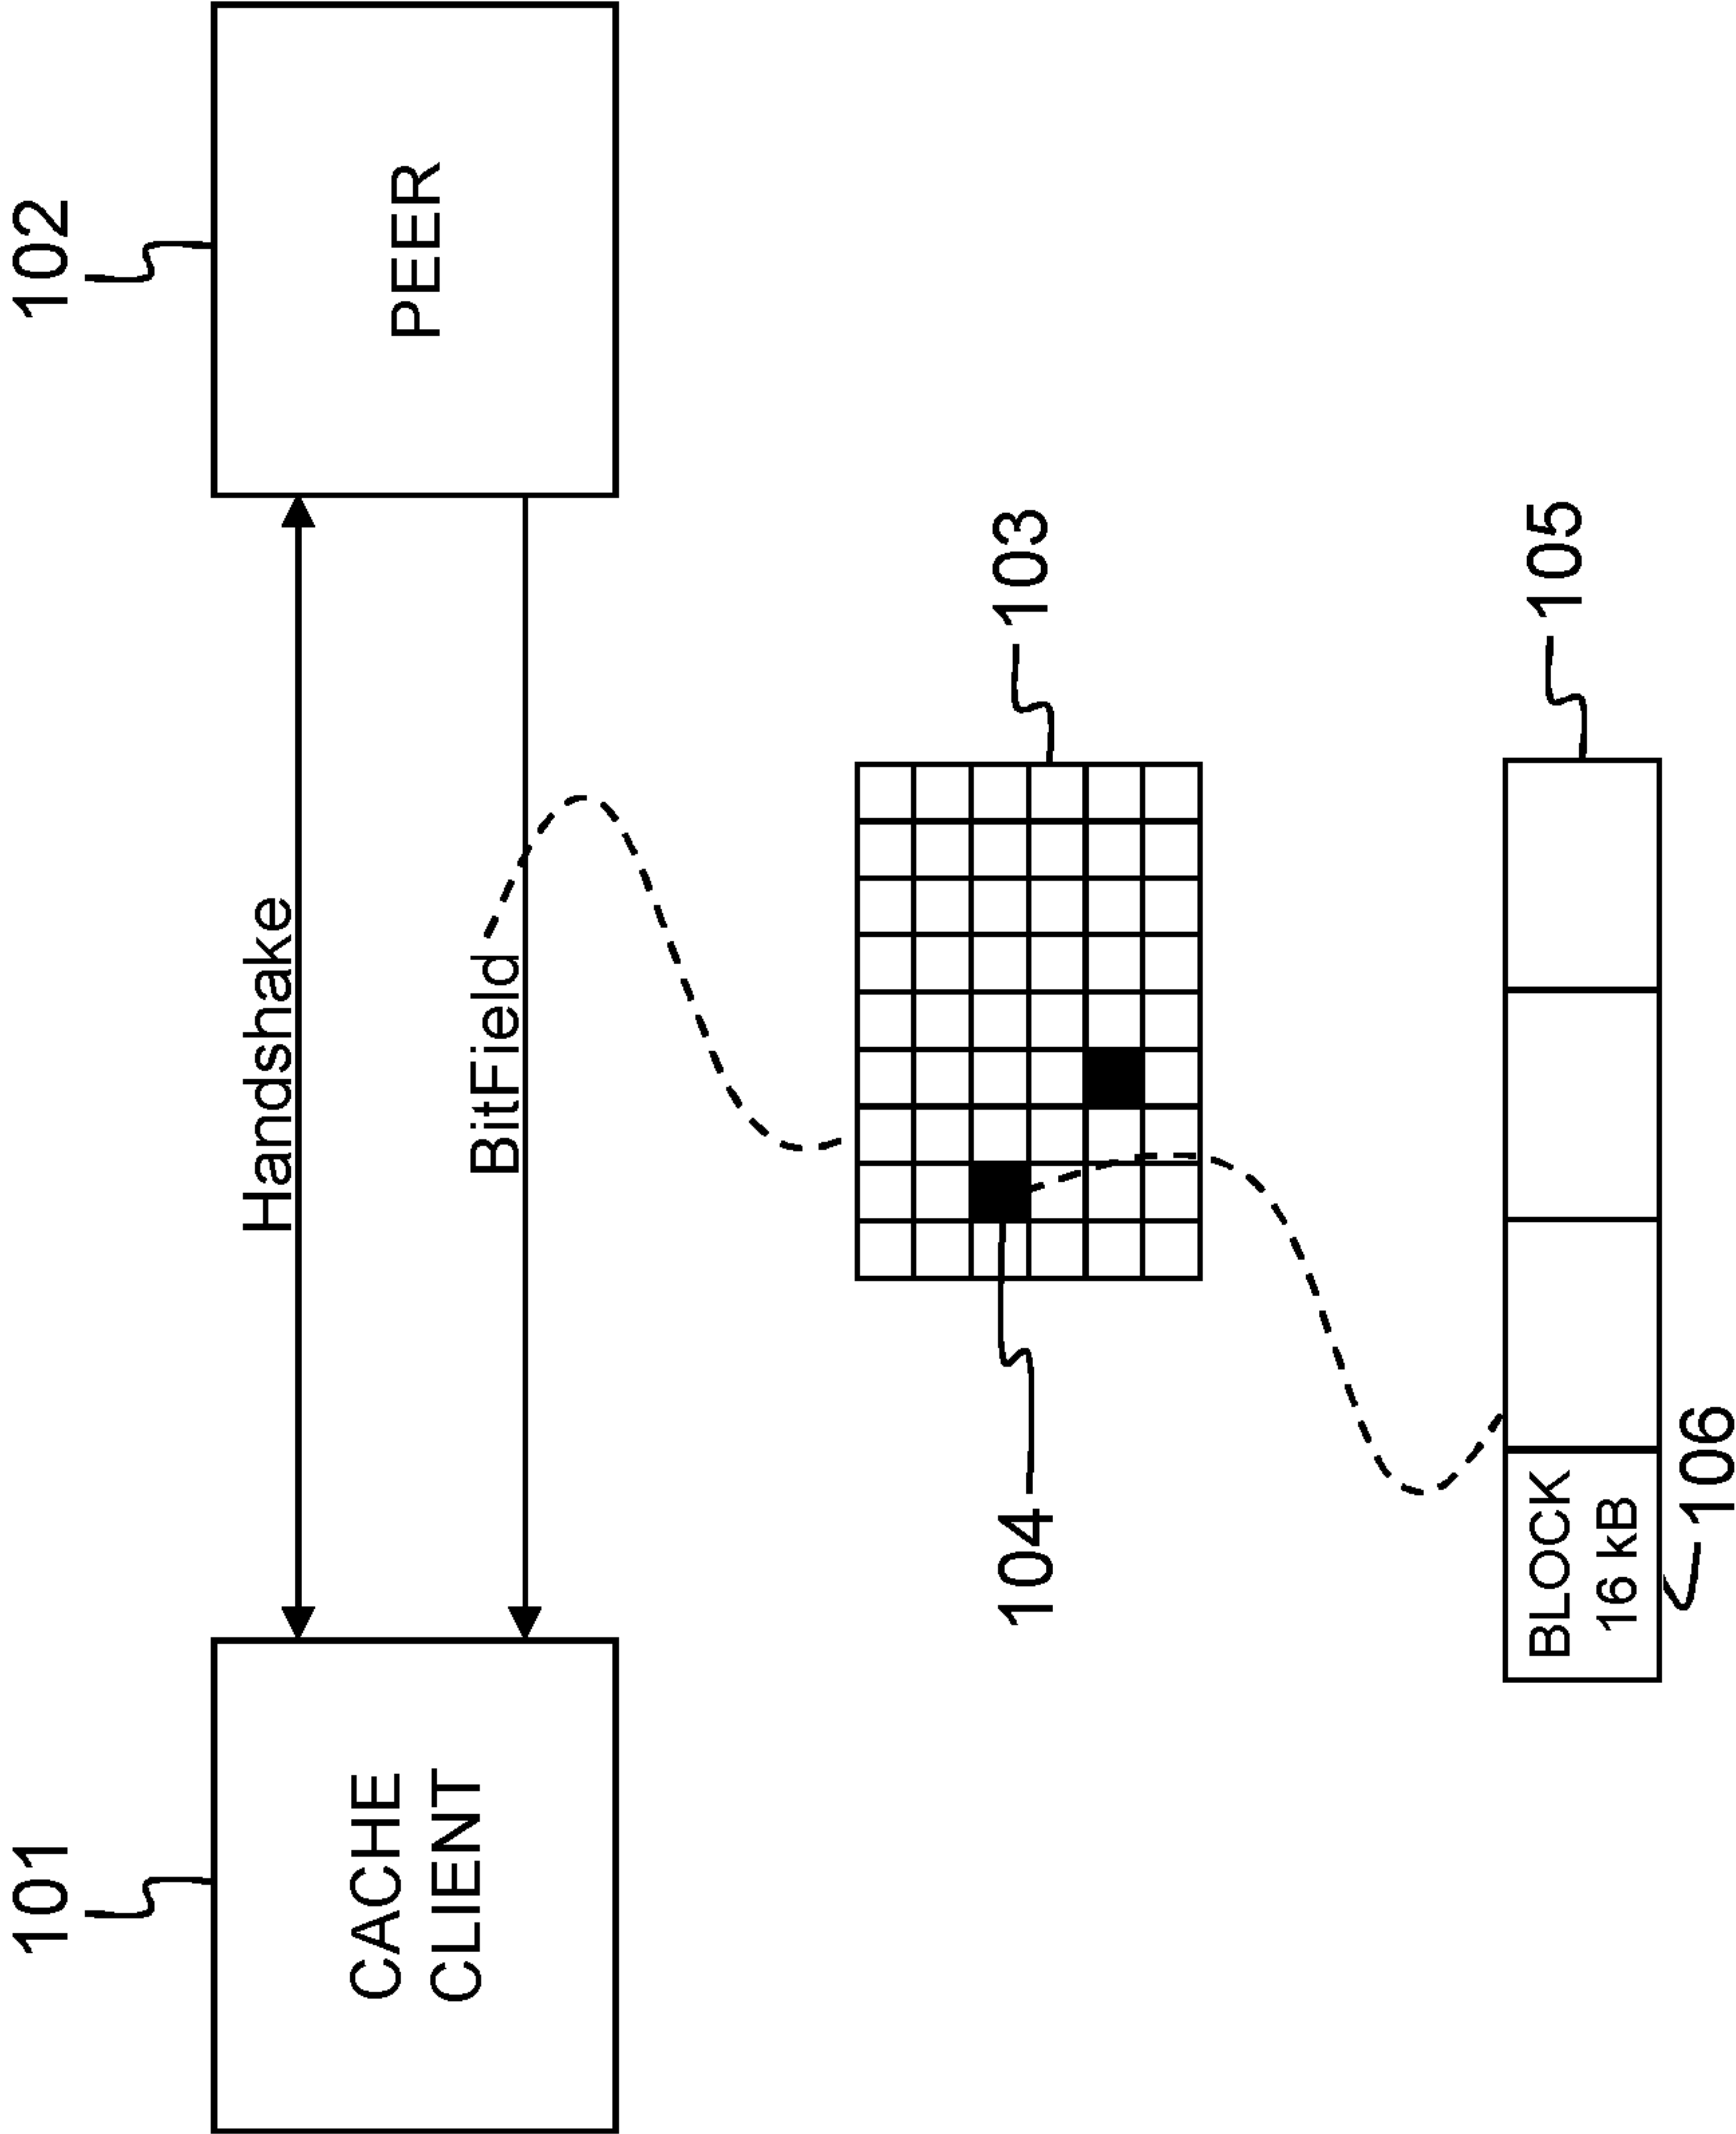 101
102
CACHE
CLIENT
Handshake
BitField
PEER
103
104
105
BLOCK
16 kB
106